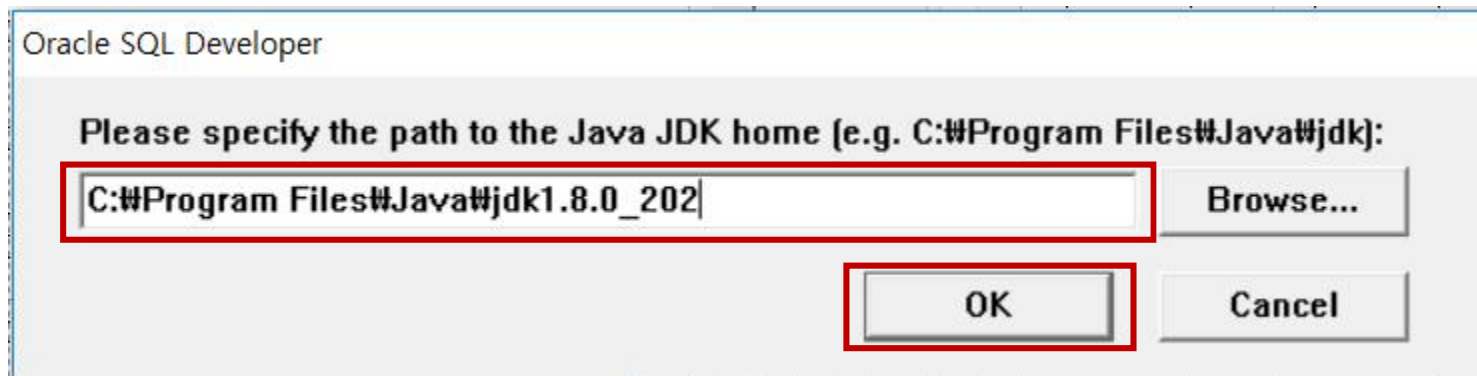 Oracle SQL Developer
Please specify the path to the Java JDK home (e.g. C:₩Program Files₩Java₩jdk):
C:₩Program Files₩Java₩jdk1.8.0_202
Browse...
OK
Cancel